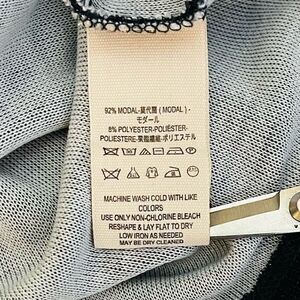 92% MODAL-莫代爾 ( MODAL) -
モダール
8% POLYESTER-POLIÉSTER-
POLIESTERE-聚酯纖維-ポリエステル
MACHINE WASH COLD WITH LIKE
COLORS
USE ONLY NON-CHLORINE BLEACH
RESHAPE & LAY FLAT TO DRY
LOW IRON AS NEEDED
MAY BE DRY CLEANED